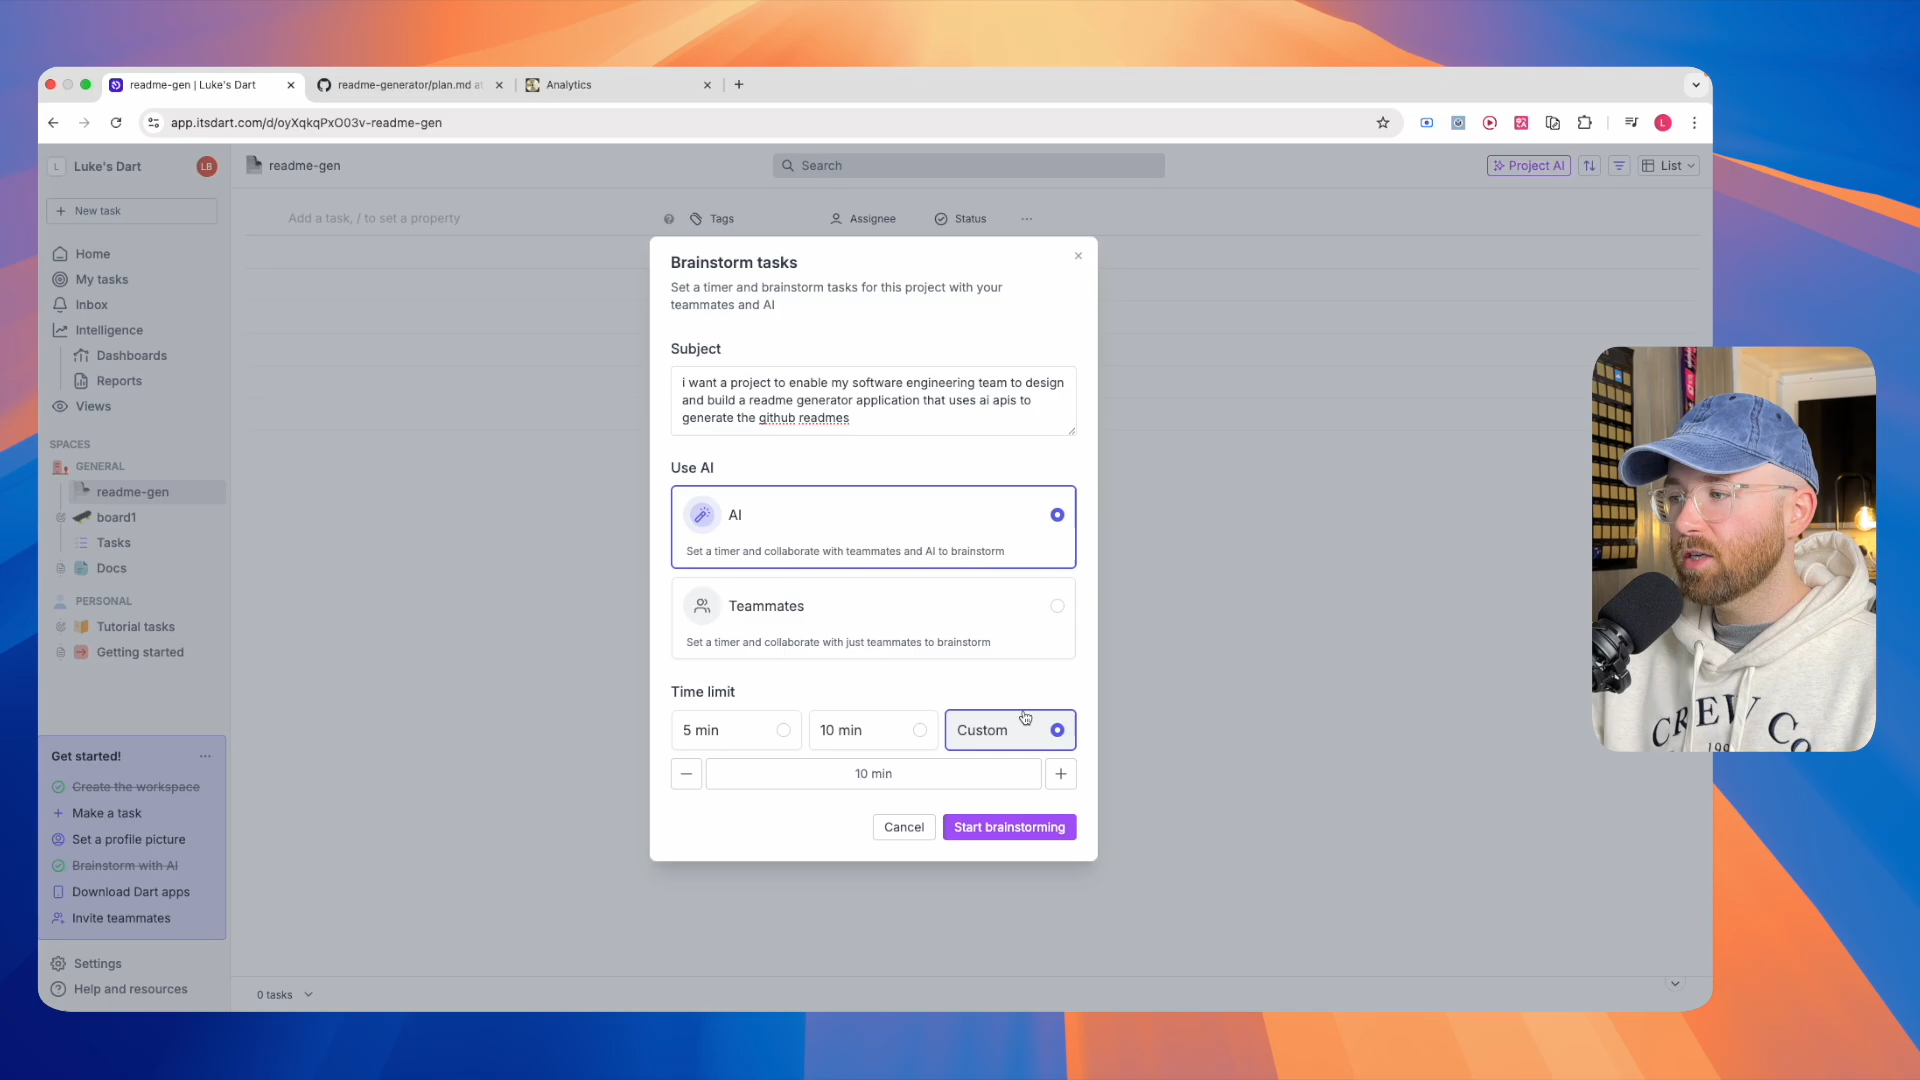 readme-gen | Luke's Dart
readme-generator/plan.md at
Analytics
app.itsdart.com/d/oyXqkqPxO03v-readme-gen
L
L
Luke's Dart
LB
readme-gen
Search
Project AI
List
New task
Add a task, / to set a property
Tags
Assignee
Status
Home
My tasks
Inbox
Intelligence
Dashboards
Reports
Views
SPACES
GENERAL
readme-gen
board1
Tasks
Docs
PERSONAL
Tutorial tasks
Getting started
Brainstorm tasks
Set a timer and brainstorm tasks for this project with your
teammates and AI
Subject
i want a project to enable my software engineering team to design
and build a readme generator application that uses ai apis to
generate the github readmes
Use AI
AI
Set a timer and collaborate with teammates and AI to brainstorm
Teammates
Set a timer and collaborate with just teammates to brainstorm
Time limit
5 min
10 min
Custom
10 min
Cancel
Start brainstorming
Get started!
Create the workspace
Make a task
Set a profile picture
Brainstorm with AI
Download Dart apps
Invite teammates
Settings
Help and resources
0 tasks
CREW CO